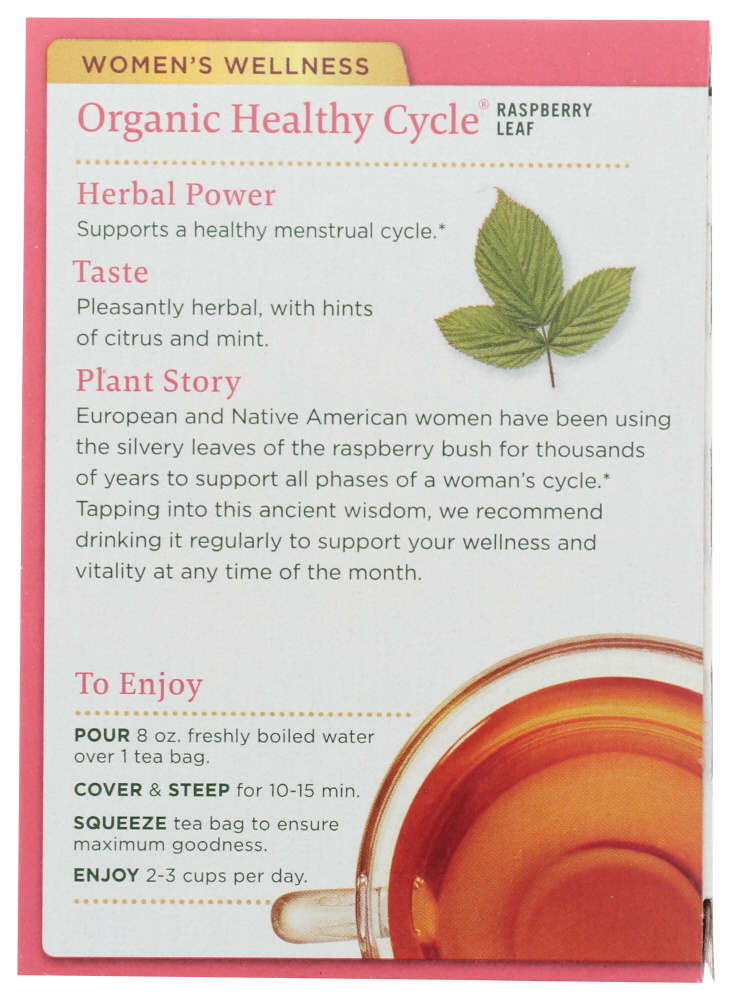 WOMEN'S WELLNESS
Organic Healthy Cycle® RASPBERRY
LEAF
Herbal Power
Supports a healthy menstrual cycle.*
Taste
Pleasantly herbal, with hints
of citrus and mint.
Plant Story
European and Native American women have been using
the silvery leaves of the raspberry bush for thousands
of years to support all phases of a woman's cycle.*
Tapping into this ancient wisdom, we recommend
drinking it regularly to support your wellness and
vitality at any time of the month.
To Enjoy
POUR 8 oz. freshly boiled water
over 1 tea bag.
COVER & STEEP for 10-15 min.
SQUEEZE tea bag to ensure
maximum goodness.
ENJOY 2-3 cups per day.